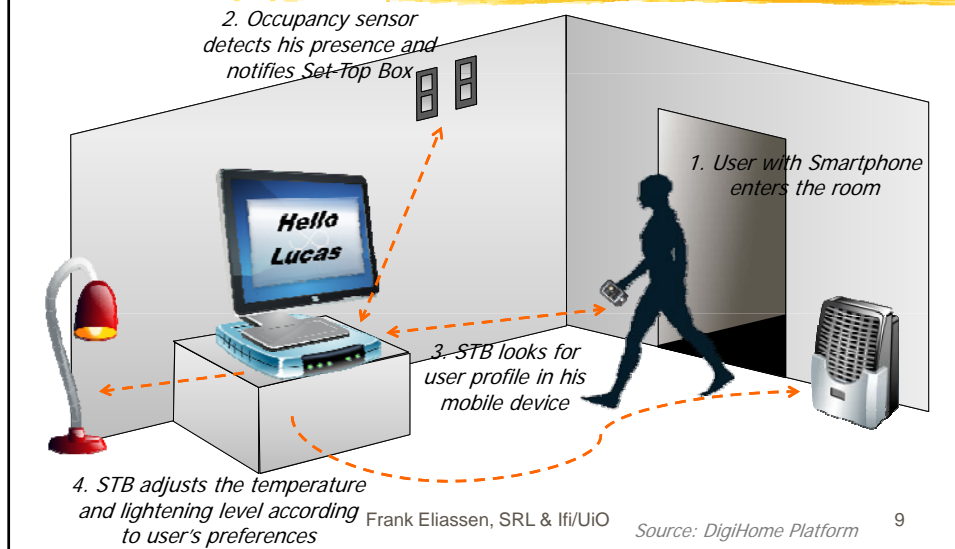 2. Occupancy sensor
detects his presence and
notifies Set-Top Box
1. User with Smartphone
enters the room
Hello
Lucas
3. STB looks for
user profile in his
mobile device
4. STB adjusts the temperature
and lightening level according
to user's preferences
Frank Eliassen, SRL & Ifi/UiO
Source: DigiHome Platform
9